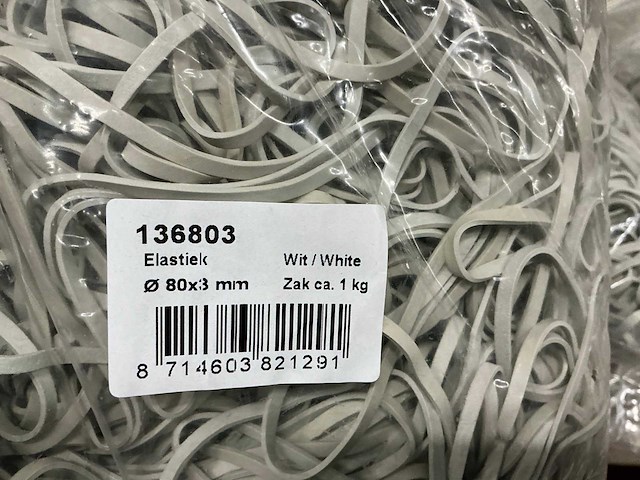 136803
Elastiek Wit / White
Ø 80x3 mm Zak ca. 1 kg
8 714603 821291